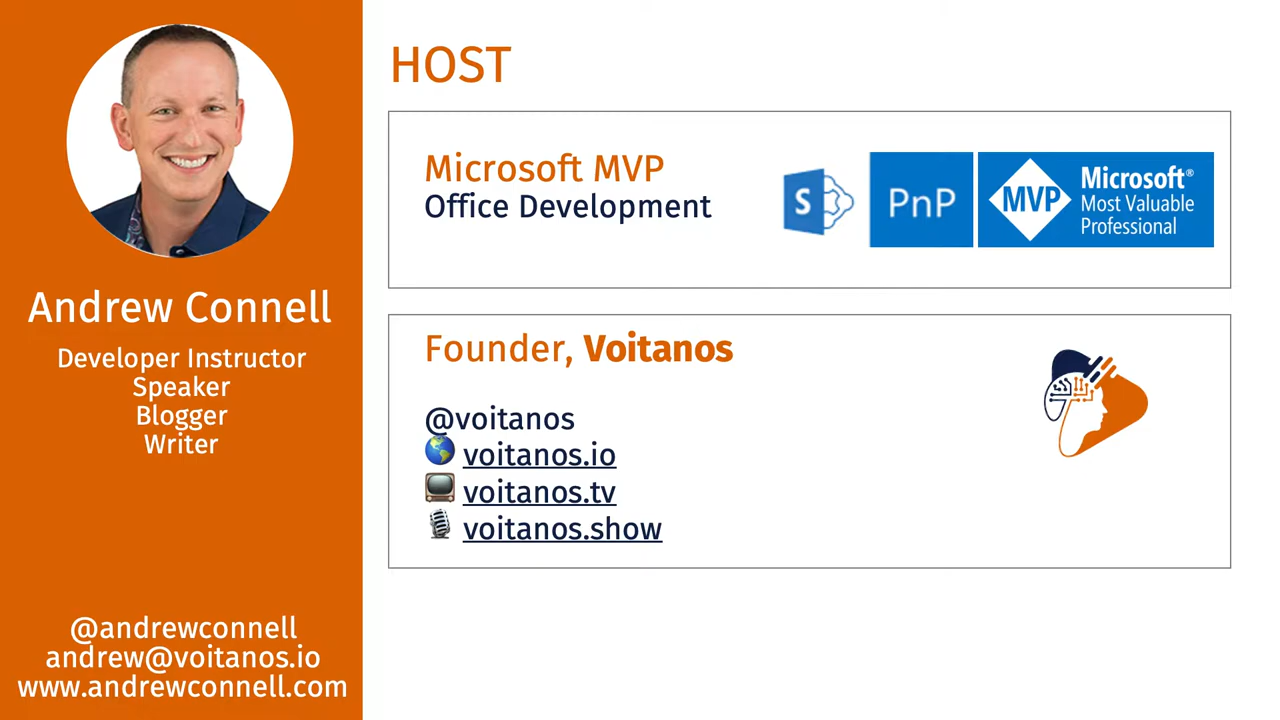 Andrew Connell
Developer Instructor
Speaker
Blogger
Writer
@andrewconnell
andrew@voitanos.io
www.andrewconnell.com
HOST
Microsoft MVP
Office Development
S
PnP
MVP
Microsoft®
Most Valuable
Professional
Founder, Voitanos
@voitanos
voitanos.io
voitanos.tv
voitanos.show